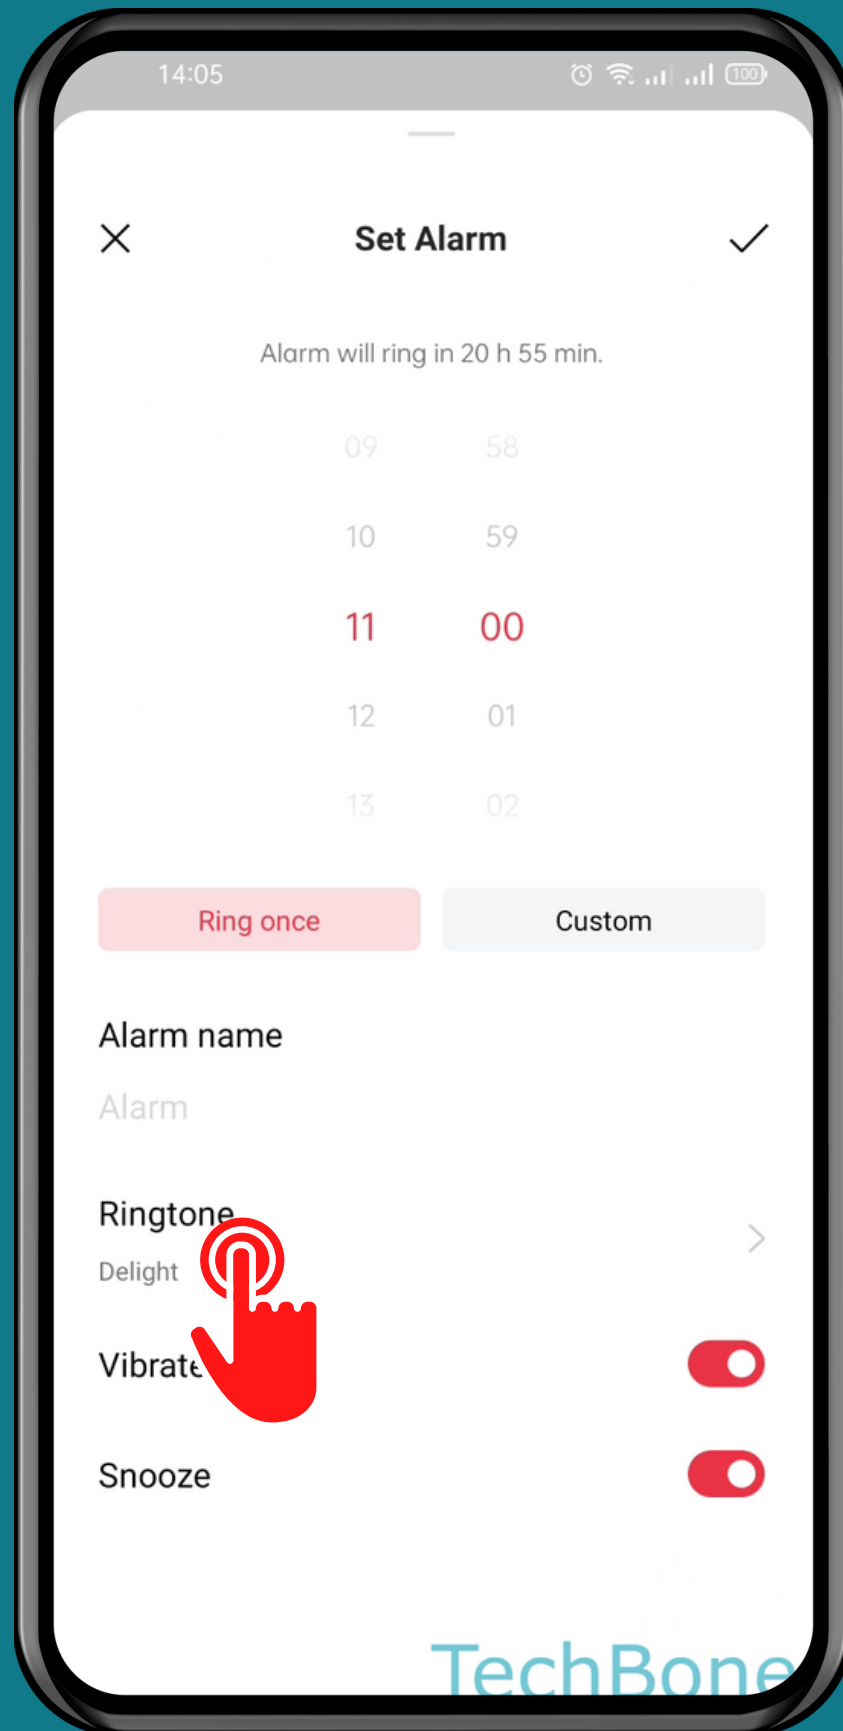 14:05 100
Set Alarm
Alarm will ring in 20 h 55 min.
09 58
10 59
11 00
12 01
13 02
Ring once Custom
Alarm name
Alarm
Ringtone
Delight
Vibrate
Snooze
TechBone